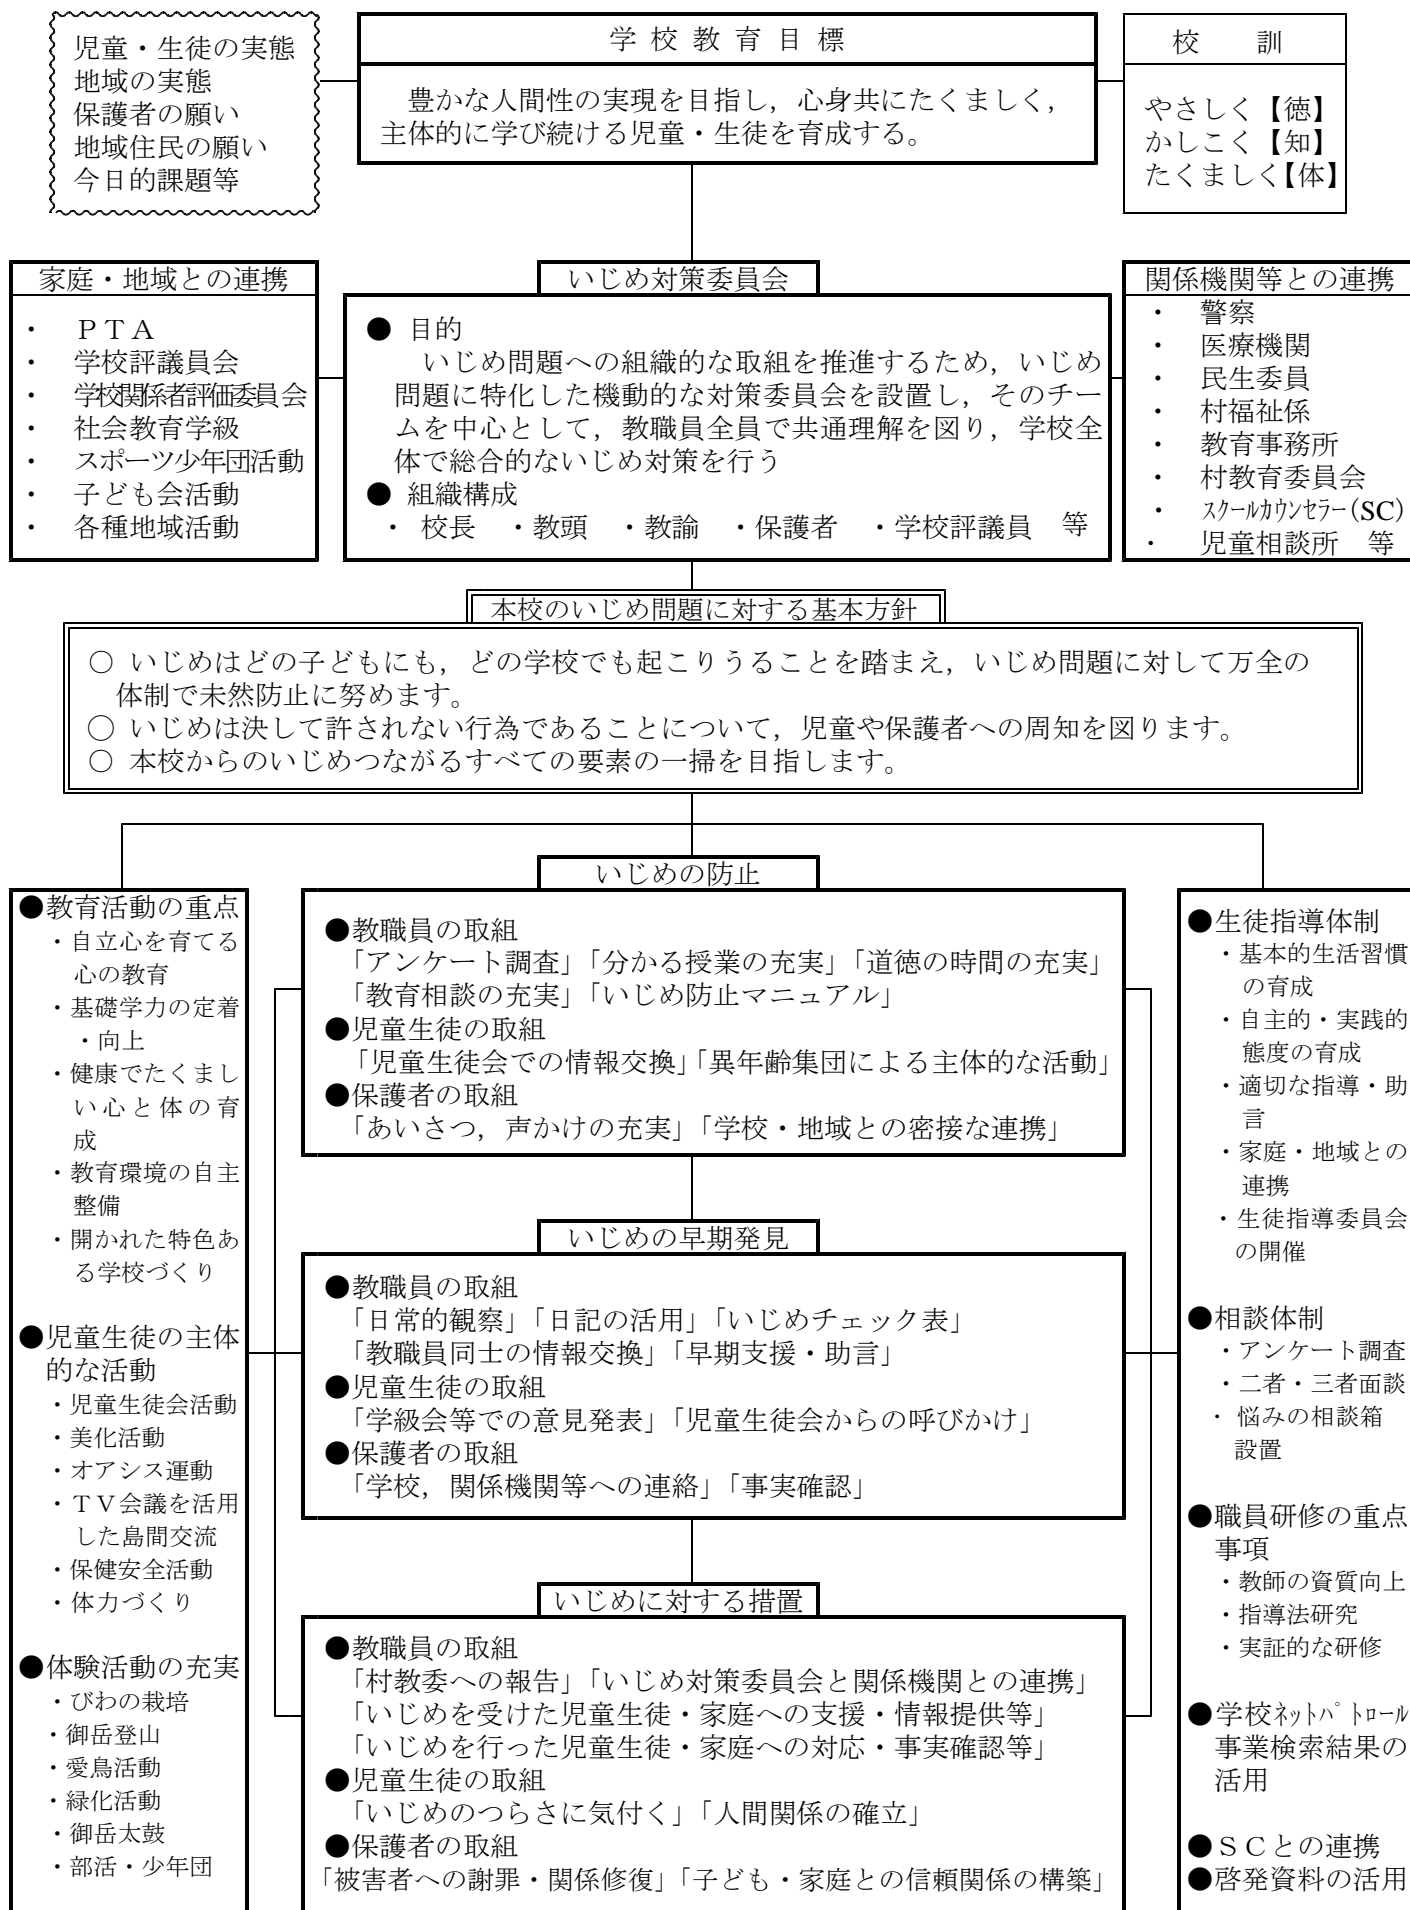 児童・生徒の実態
地域の実態
保護者の願い
地域住民の願い
今日的課題等
学 校 教 育 目 標
豊かな人間性の実現を目指し，心身共にたくましく，
主体的に学び続ける児童・生徒を育成する。
校　訓
やさしく【徳】
かしこく【知】
たくましく【体】
家庭・地域との連携
・　ＰＴＡ
・　学校評議員会
・　学校関係者評価委員会
・　社会教育学級
・　スポーツ少年団活動
・　子ども会活動
・　各種地域活動
いじめ対策委員会
● 目的
いじめ問題への組織的な取組を推進するため，いじめ
問題に特化した機動的な対策委員会を設置し，そのチー
ムを中心として，教職員全員で共通理解を図り，学校全
体で総合的ないじめ対策を行う
● 組織構成
・ 校長　・教頭　・教諭　・保護者　・学校評議員　等
関係機関等との連携
・　警察
・　医療機関
・　民生委員
・　村福祉係
・　教育事務所
・　村教育委員会
・　ｽｸｰﾙｶｳﾝｾﾗｰ(SC)
・　児童相談所　等
本校のいじめ問題に対する基本方針
○ いじめはどの子どもにも，どの学校でも起こりうることを踏まえ，いじめ問題に対して万全の
体制で未然防止に努めます。
○ いじめは決して許されない行為であることについて，児童や保護者への周知を図ります。
○ 本校からのいじめつながるすべての要素の一掃を目指します。
●教育活動の重点
・自立心を育てる
心の教育
・基礎学力の定着
・向上
・健康でたくまし
い心と体の育
成
・教育環境の自主
整備
・開かれた特色あ
る学校づくり
●児童生徒の主体
的な活動
・児童生徒会活動
・美化活動
・オアシス運動
・ＴＶ会議を活用
した島間交流
・保健安全活動
・体力づくり
●体験活動の充実
・びわの栽培
・御岳登山
・愛鳥活動
・緑化活動
・御岳太鼓
・部活・少年団
いじめの防止
●教職員の取組
「アンケート調査」「分かる授業の充実」「道徳の時間の充実」
「教育相談の充実」「いじめ防止マニュアル」
●児童生徒の取組
「児童生徒会での情報交換」「異年齢集団による主体的な活動」
●保護者の取組
「あいさつ，声かけの充実」「学校・地域との密接な連携」
いじめの早期発見
●教職員の取組
「日常的観察」「日記の活用」「いじめチェック表」
「教職員同士の情報交換」「早期支援・助言」
●児童生徒の取組
「学級会等での意見発表」「児童生徒会からの呼びかけ」
●保護者の取組
「学校，関係機関等への連絡」「事実確認」
いじめに対する措置
●教職員の取組
「村教委への報告」「いじめ対策委員会と関係機関との連携」
「いじめを受けた児童生徒・家庭への支援・情報提供等」
「いじめを行った児童生徒・家庭への対応・事実確認等」
●児童生徒の取組
「いじめのつらさに気付く」「人間関係の確立」
●保護者の取組
「被害者への謝罪・関係修復」「子ども・家庭との信頼関係の構築」
●生徒指導体制
・基本的生活習慣
の育成
・自主的・実践的
態度の育成
・適切な指導・助
言
・家庭・地域との
連携
・生徒指導委員会
の開催
●相談体制
・アンケート調査
・二者・三者面談
・ 悩みの相談箱
設置
●職員研修の重点
事項
・教師の資質向上
・指導法研究
・実証的な研修
●学校ﾈｯﾄﾊﾟﾄﾛｰﾙ
事業検索結果の
活用
●ＳＣとの連携
●啓発資料の活用